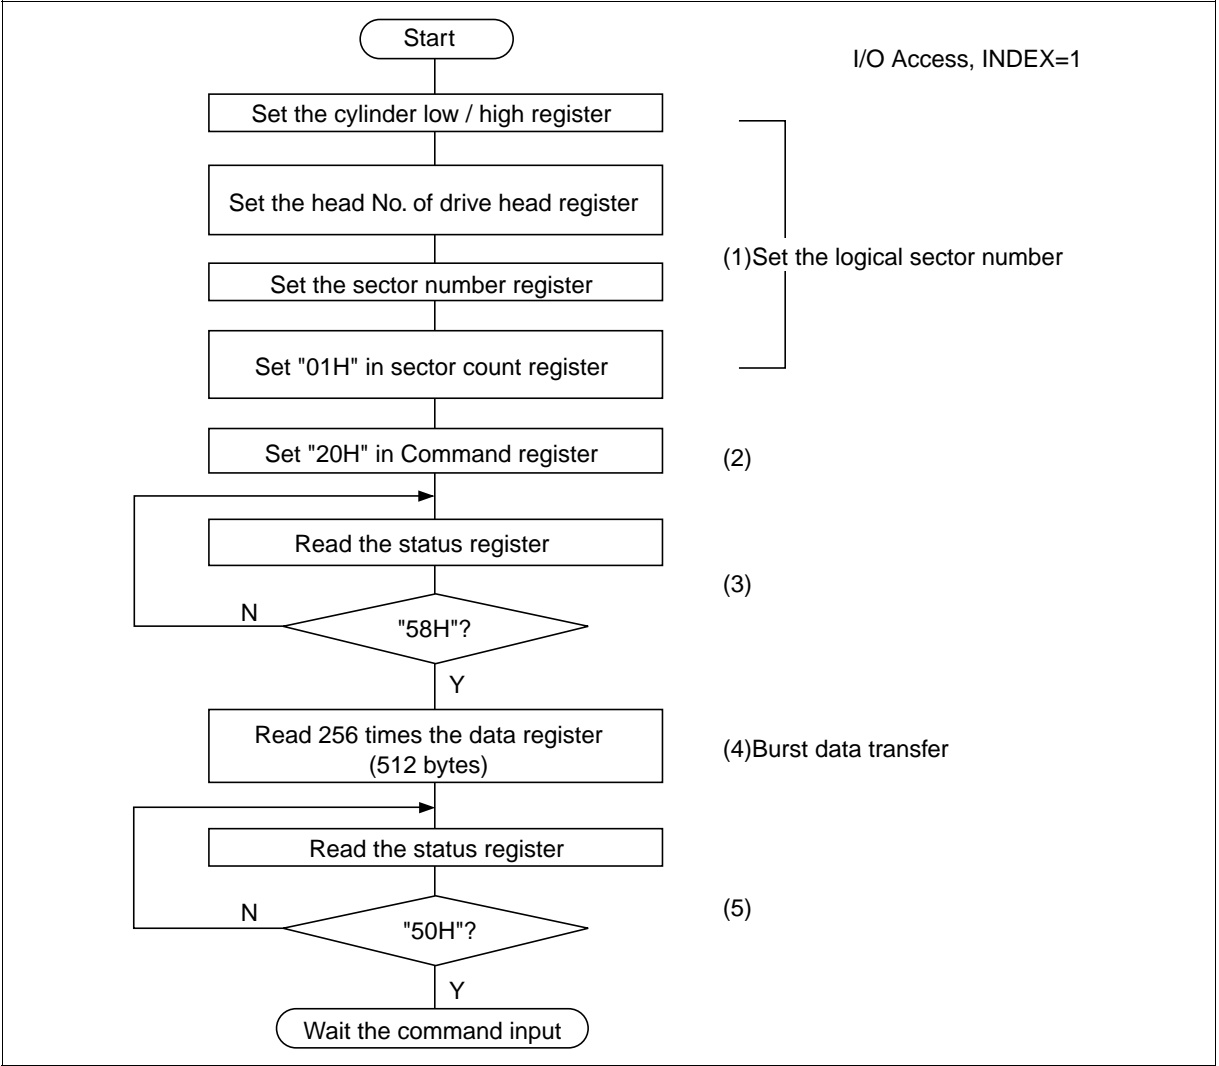 Start
I/O Access, INDEX=1
Set the cylinder low / high register
Set the head No. of drive head register
(1)Set the logical sector number
Set the sector number register
Set "01H" in sector count register
Set "20H" in Command register
(2)
Read the status register
(3)
N
"58H"?
Y
Read 256 times the data register
(512 bytes)
(4)Burst data transfer
Read the status register
(5)
N
"50H"?
Y
Wait the command input